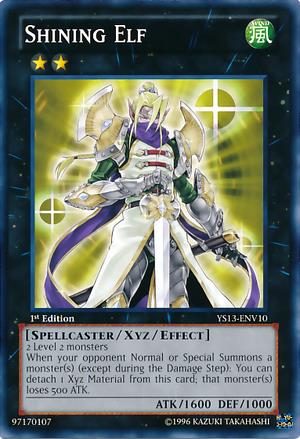 SHINING ELF
WIND
風
1st Edition
YS13-ENV10
[SPELLCASTER/XYZ/EFFECT]
2 Level 2 monsters
When your opponent Normal or Special Summons
a monster(s) (except during the Damage Step): You can
detach 1 Xyz Material from this card; that monster(s)
loses 500 ATK.
ATK/1600 DEF/1000
97170107
©1996 KAZUKI TAKAHASHI